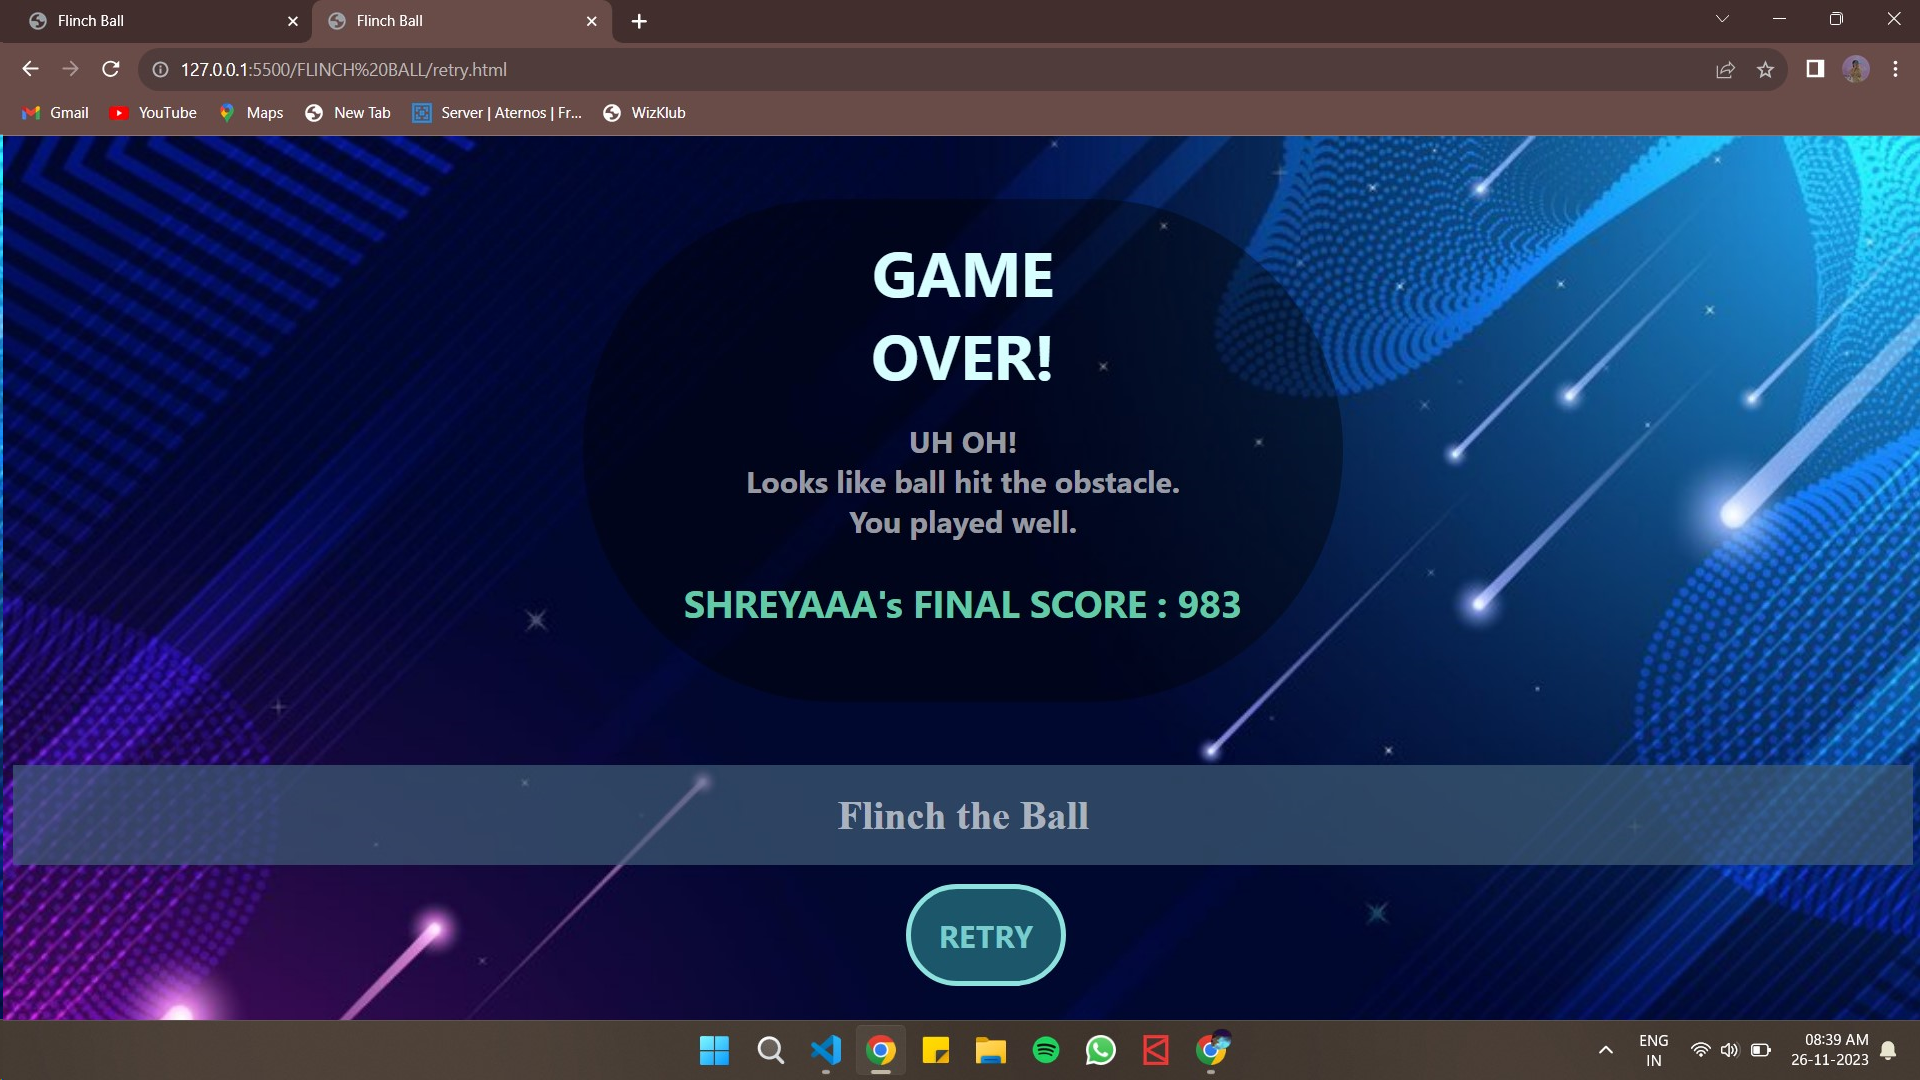 Flinch Ball
Flinch Ball
127.0.0.1:5500/FLINCH%20BALL/retry.html
Gmail
YouTube
Maps
New Tab
Server | Aternos | Fr...
WizKlub
GAME
OVER!
UH OH!
Looks like ball hit the obstacle.
You played well.
SHREYAAA's FINAL SCORE : 983
Flinch the Ball
RETRY
ENG
IN
08:39 AM
26-11-2023